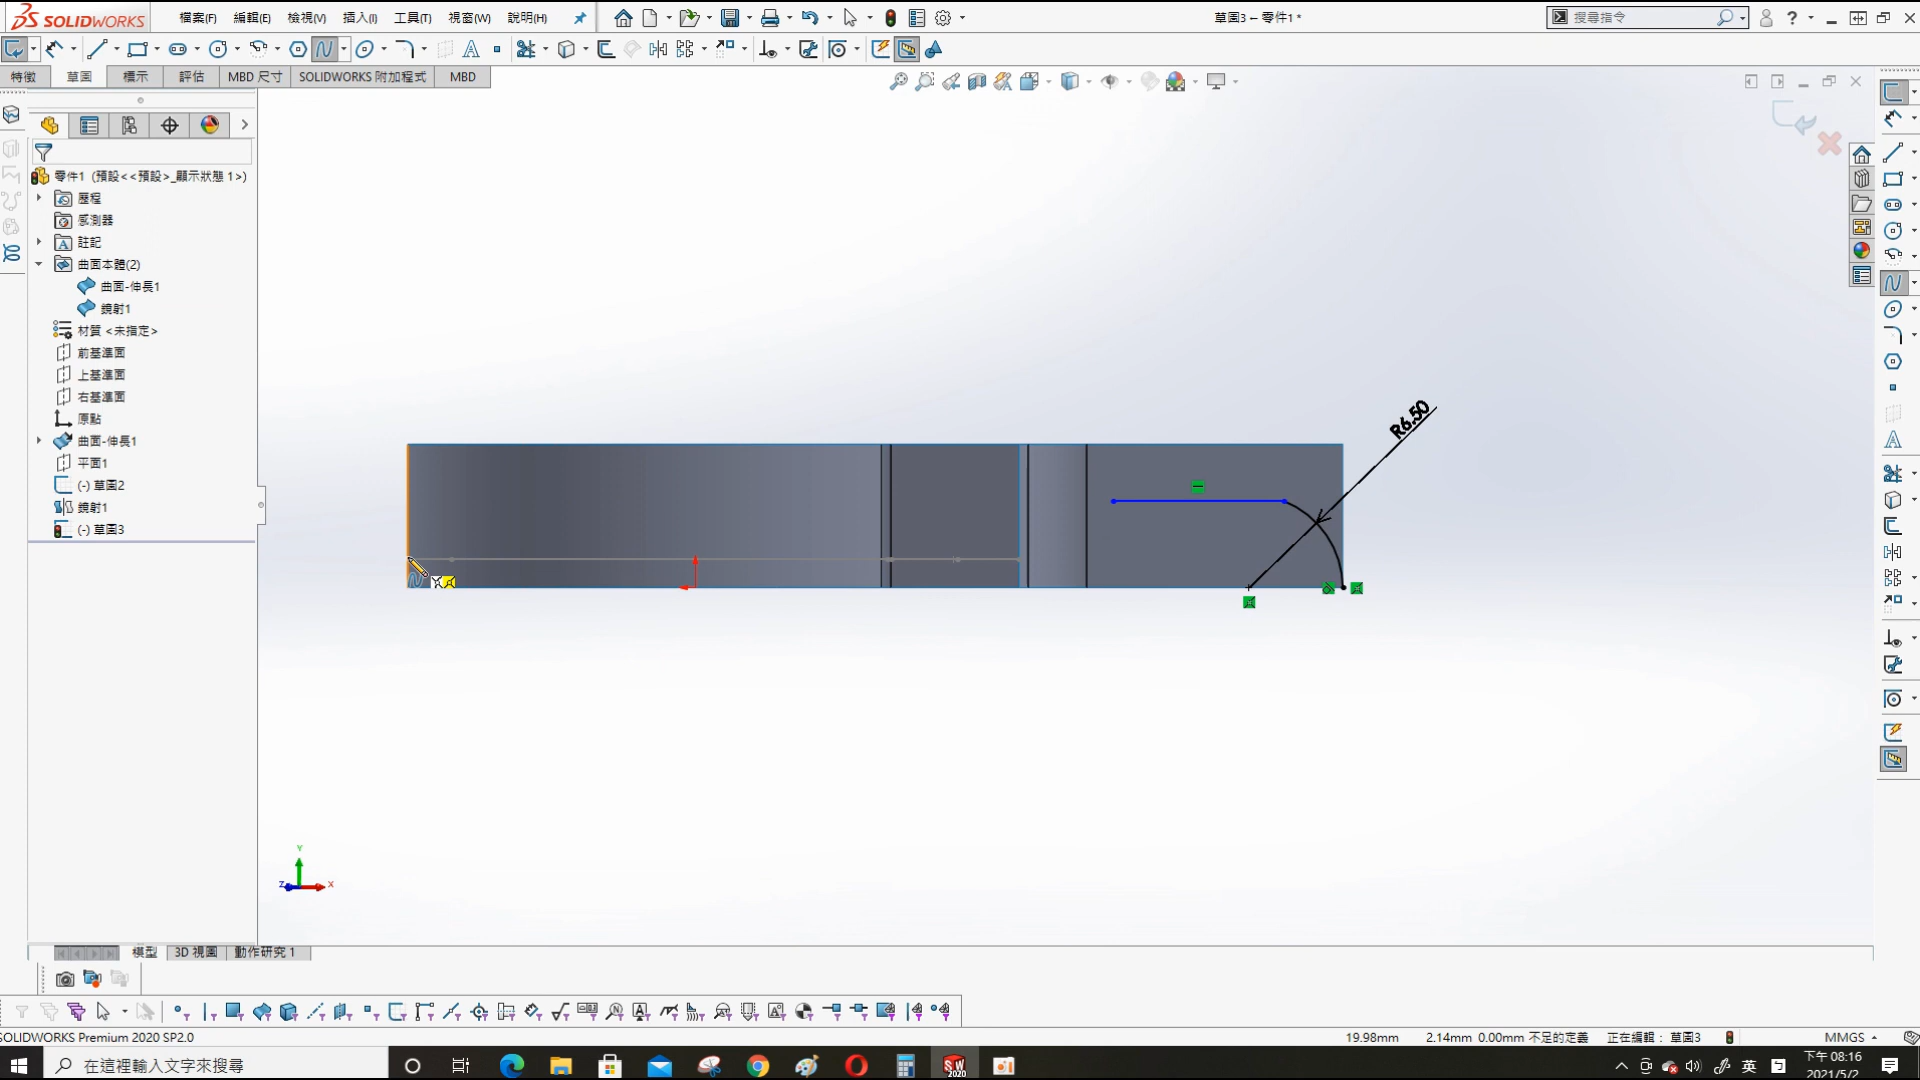 SOLIDWORKS
檔案(F)
編輯(E)
檢視(V)
插入(I)
工具(T)
視窗(W)
說明(H)
草圖3 ← 零件1 *
搜尋指令
特徵
草圖
標示
評估
MBD 尺寸
SOLIDWORKS 附加程式
MBD
零件1 (預設<<預設>_顯示狀態 1>)
歷程
感測器
註記
曲面本體(2)
曲面-伸長1
鏡射1
材質 <未指定>
前基準面
上基準面
右基準面
原點
曲面-伸長1
平面1
(-) 草圖2
鏡射1
(-) 草圖3
R6.50
Y
Z
X
模型
3D 視圖
動作研究 1
SOLIDWORKS Premium 2020 SP2.0
19.98mm
2.14mm
0.00mm
不足的定義
正在編輯： 草圖3
MMGS
在這裡輸入文字來搜尋
英
下午 08:16
2021/5/2